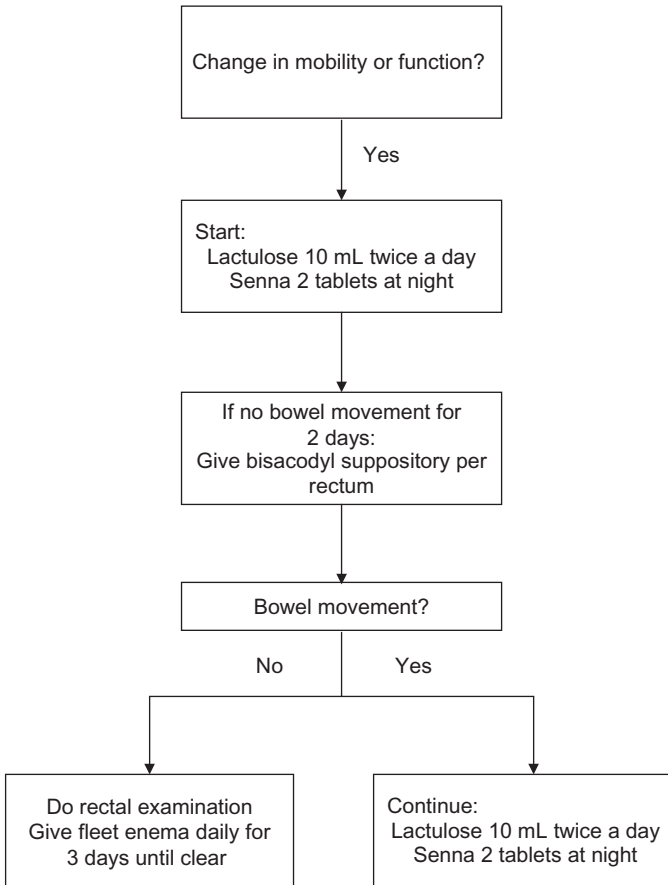 Change in mobility or function?
Yes
Start:
Lactulose 10 mL twice a day
Senna 2 tablets at night
If no bowel movement for
2 days:
Give bisacodyl suppository per
rectum
Bowel movement?
No
Yes
Do rectal examination
Give fleet enema daily for
3 days until clear
Continue:
Lactulose 10 mL twice a day
Senna 2 tablets at night